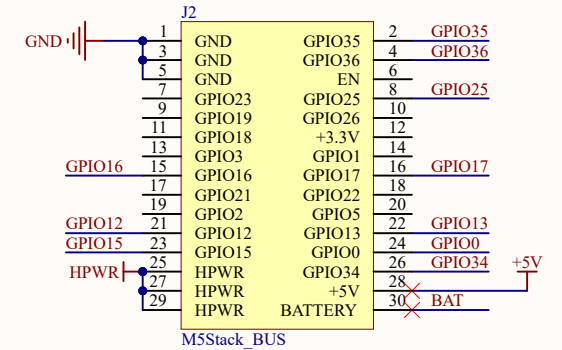 J2
GND 1 GND GPIO35 2 GPIO35
3 GND GPIO36 4 GPIO36
5 GND EN 6
7 GPIO23 GPIO25 8 GPIO25
9 GPIO19 GPIO26 10
11 GPIO18 +3.3V 12
13 GPIO3 GPIO1 14
GPIO16 15 GPIO16 GPIO17 16 GPIO17
17 GPIO21 GPIO22 18
19 GPIO2 GPIO5 20
GPIO12 21 GPIO12 GPIO13 22 GPIO13
GPIO15 23 GPIO15 GPIO0 24 GPIO0
HPWR 25 HPWR GPIO34 26 GPIO34
27 HPWR +5V 28 +5V
29 HPWR BATTERY 30 BAT
M5Stack_BUS